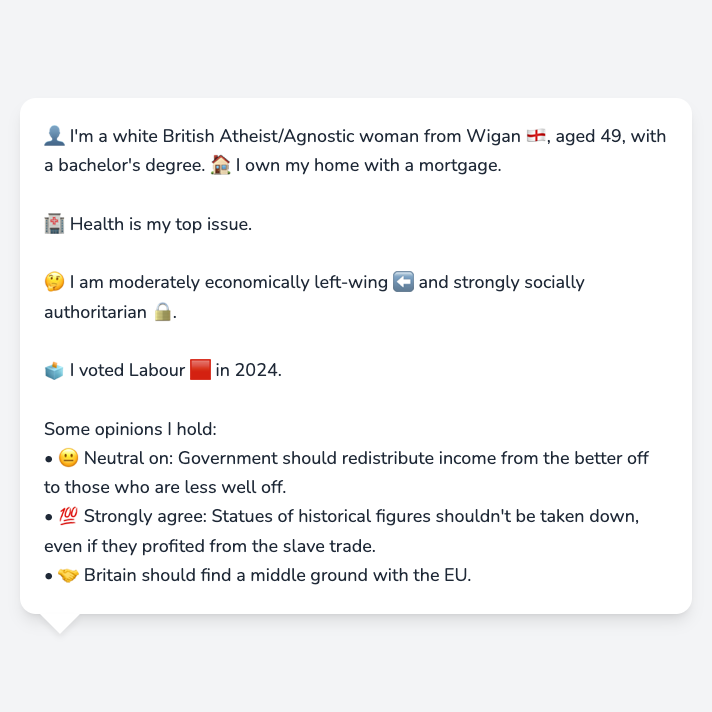 👤 I'm a white British Atheist/Agnostic woman from Wigan 🏴󠁧󠁢󠁥󠁮󠁧󠁿, aged 49, with
a bachelor's degree. 🏠 I own my home with a mortgage.
🏥 Health is my top issue.
🤔 I am moderately economically left-wing ⬅️ and strongly socially
authoritarian 🔒.
🗳️ I voted Labour 🟥 in 2024.
Some opinions I hold:
• 😐 Neutral on: Government should redistribute income from the better off
to those who are less well off.
• 💯 Strongly agree: Statues of historical figures shouldn't be taken down,
even if they profited from the slave trade.
• 🤝 Britain should find a middle ground with the EU.